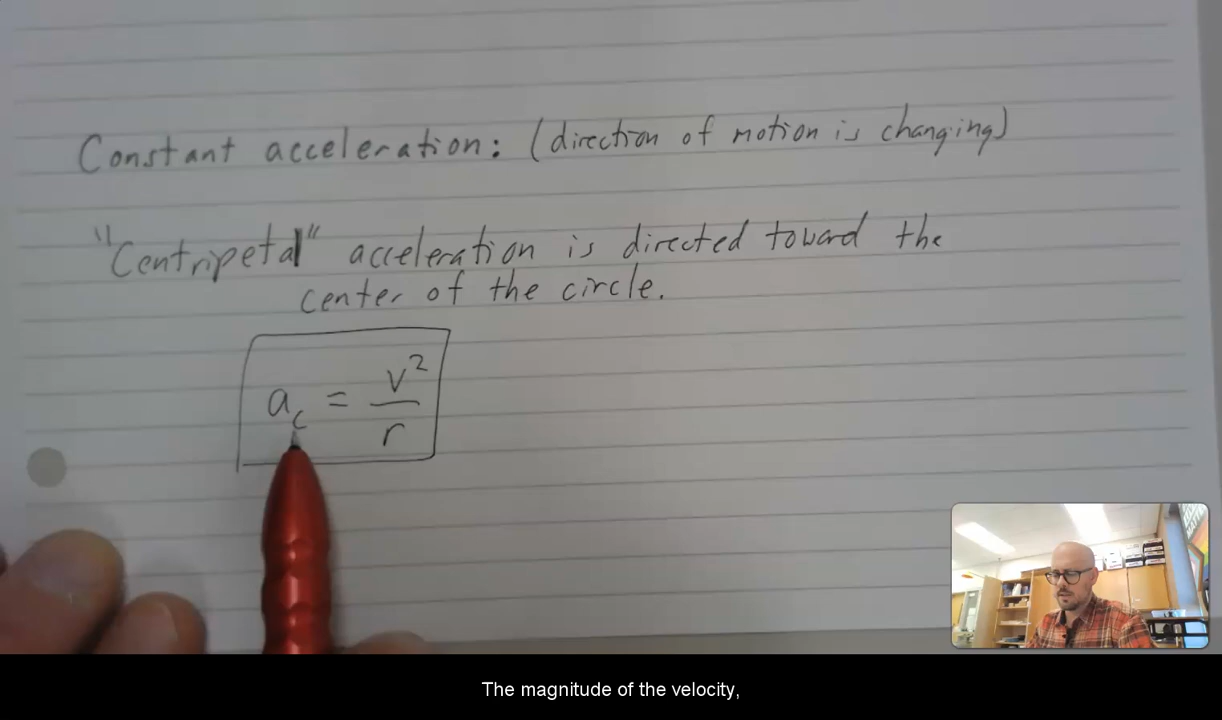 Constant acceleration: (direction of motion is changing)
"Centripetal" acceleration is directed toward the
center of the circle.
a_c = v²/r
The magnitude of the velocity,